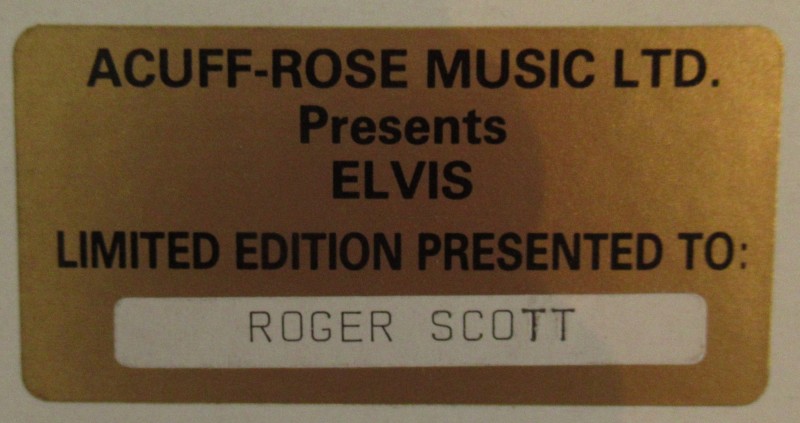 ACUFF-ROSE MUSIC LTD.
Presents
ELVIS
LIMITED EDITION PRESENTED TO:
ROGER SCOTT